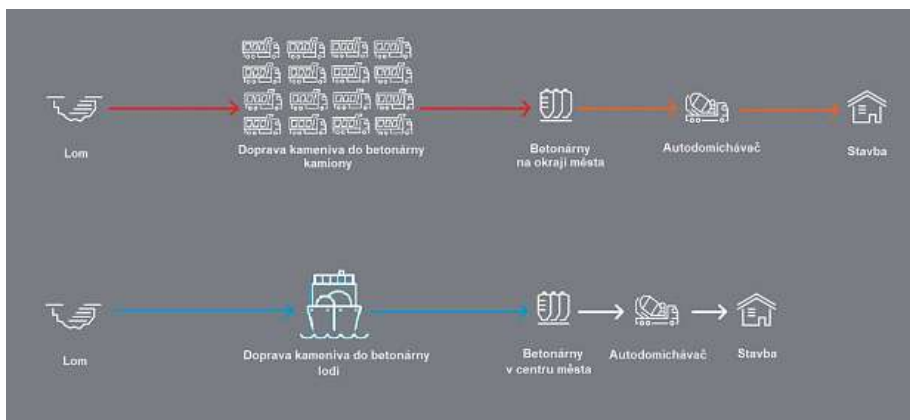 Lom
Doprava kameniva do betonárny
kamiony
Betonárny
na okraji města
Autodomíchávač
Stavba
Lom
Doprava kameniva do betonárny
lodí
Betonárny
v centru města
Autodomíchávač
Stavba